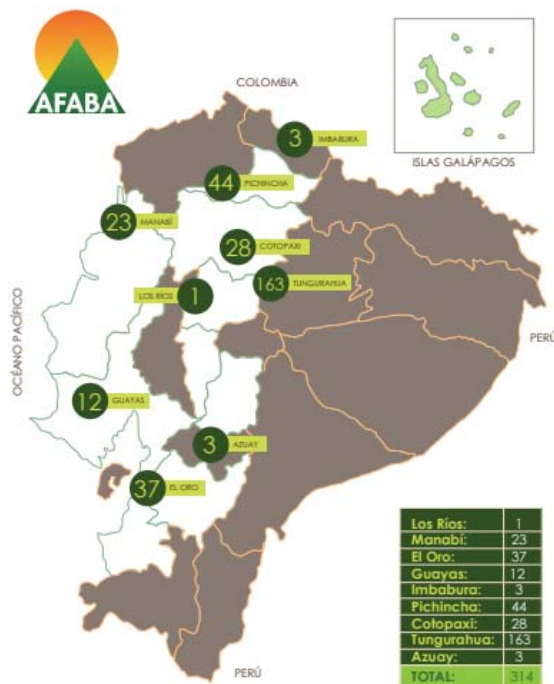 AFABA
COLOMBIA
ISLAS GALÁPAGOS
3 IMBABURA
44 PICHINCHA
23 MANABÍ
28 COTOPAXI
163 TUNGURAHUA
LOS RÍOS 1
OCÉANO PACÍFICO
PERÚ
12 GUAYAS
3 AZUAY
37 EL ORO
Los Ríos: 1
Manabí: 23
El Oro: 37
Guayas: 12
Imbabura: 3
Pichincha: 44
Cotopaxi: 28
Tungurahua: 163
Azuay: 3
TOTAL: 314
PERÚ